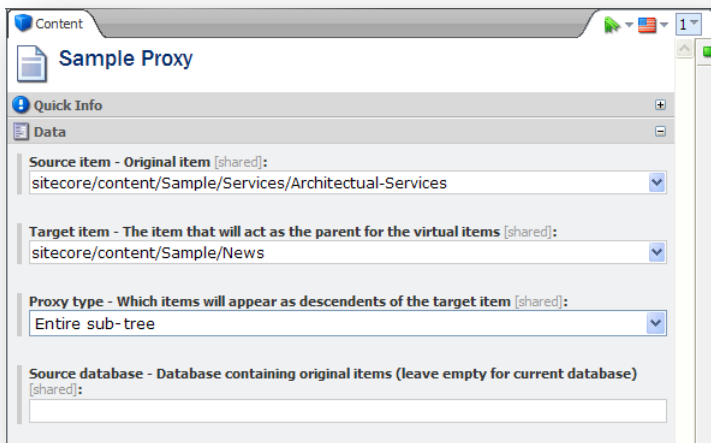 Content
1
Sample Proxy
Quick Info
Data
Source item - Original item [shared]:
sitecore/content/Sample/Services/Architectual-Services
Target item - The item that will act as the parent for the virtual items [shared]:
sitecore/content/Sample/News
Proxy type - Which items will appear as descendents of the target item [shared]:
Entire sub-tree
Source database - Database containing original items (leave empty for current database)
[shared]: